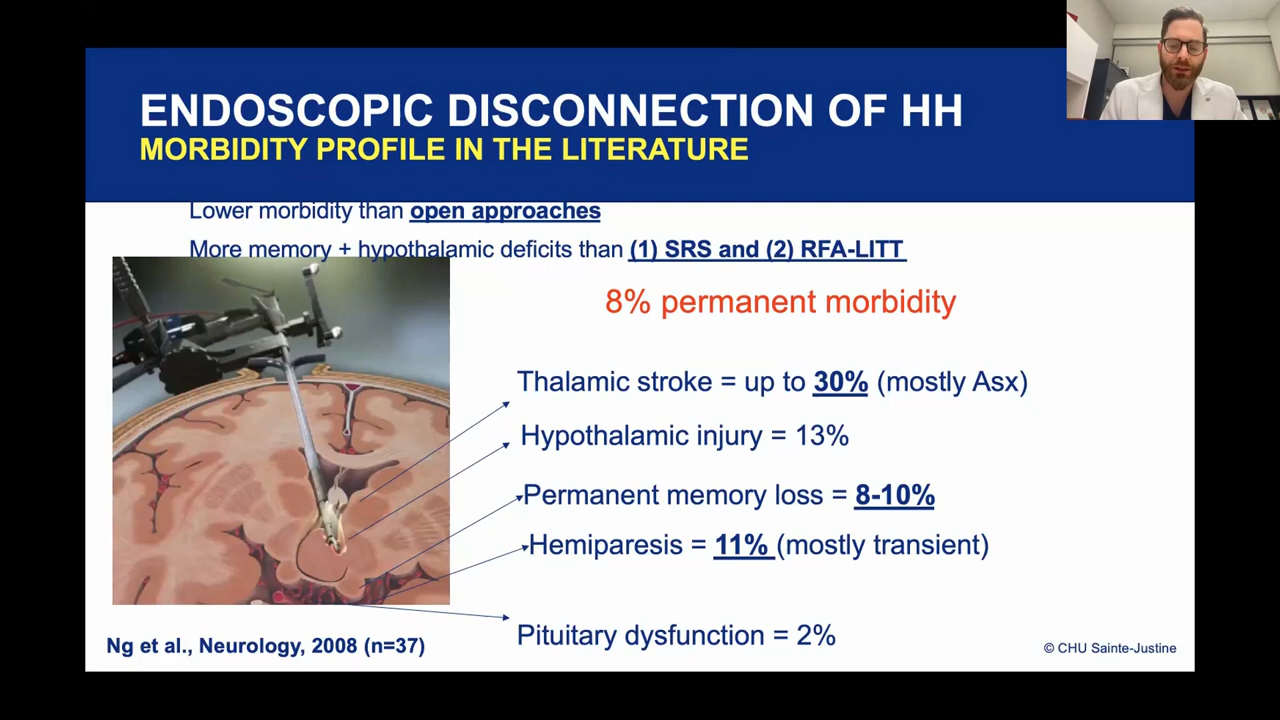 ENDOSCOPIC DISCONNECTION OF HH
MORBIDITY PROFILE IN THE LITERATURE
Lower morbidity than open approaches
More memory + hypothalamic deficits than (1) SRS and (2) RFA-LITT
8% permanent morbidity
Thalamic stroke = up to 30% (mostly Asx)
Hypothalamic injury = 13%
Permanent memory loss = 8-10%
Hemiparesis = 11% (mostly transient)
Pituitary dysfunction = 2%
Ng et al., Neurology, 2008 (n=37)
© CHU Sainte-Justine